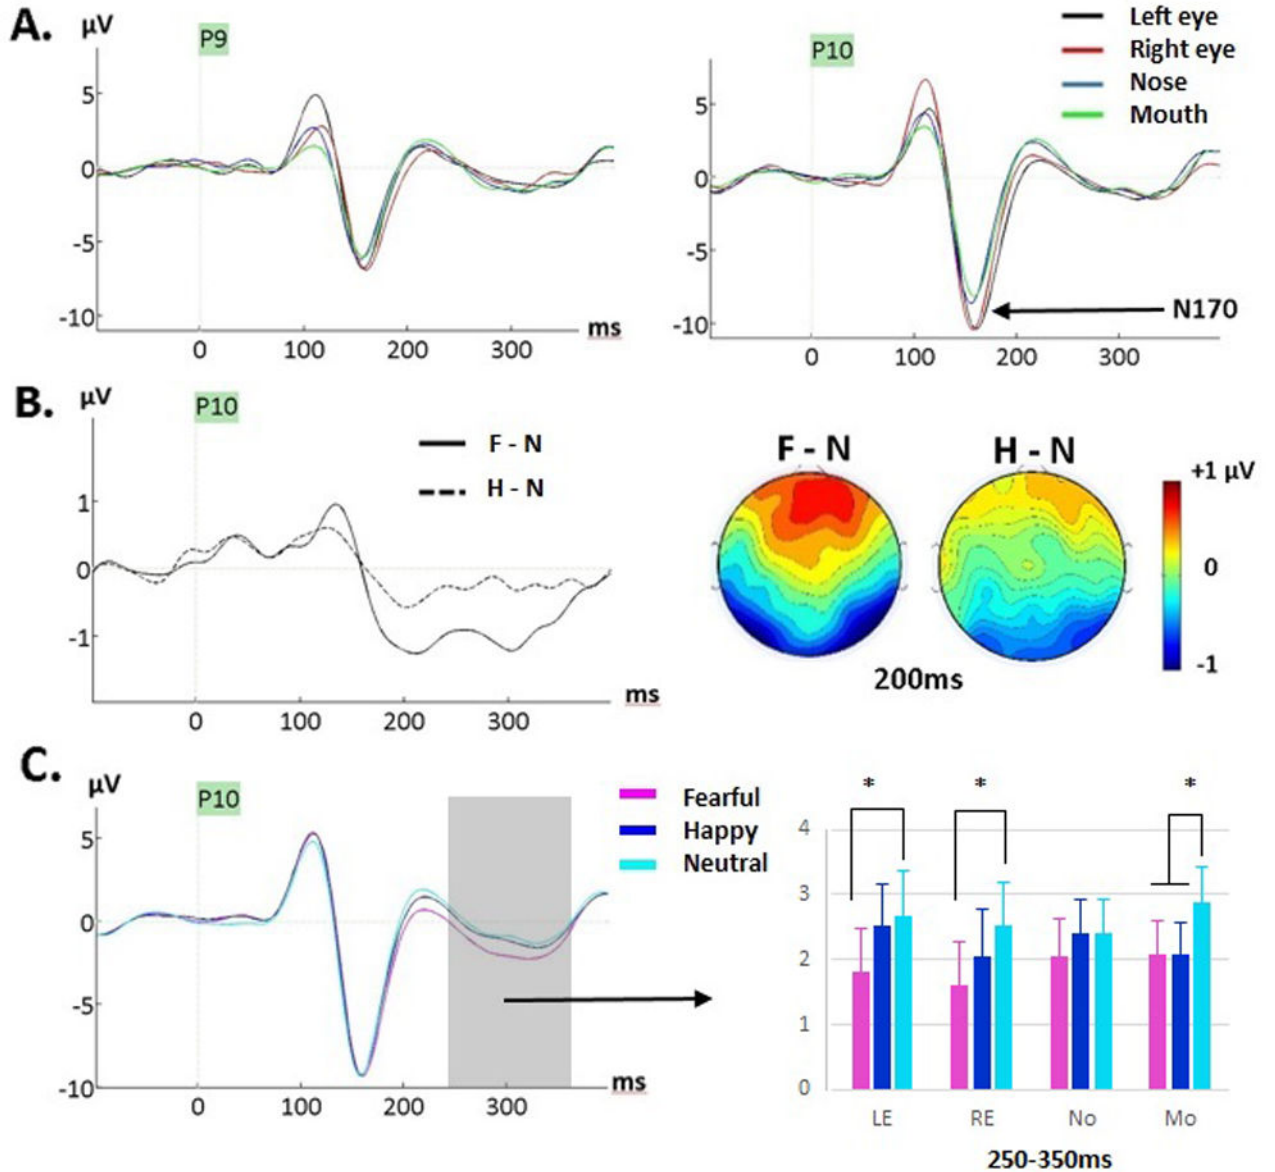 A.
µV
P9
5
0
-5
-10
0 100 200 300
ms
P10
5
0
-5
-10
0 100 200 300
ms
Left eye
Right eye
Nose
Mouth
N170
B.
µV
P10
F - N
H - N
1
0
-1
0 100 200 300
ms
F - N H - N
+1 µV
0
-1
200ms
C.
µV
P10
5
0
-5
-10
0 100 200 300
ms
Fearful
Happy
Neutral
* * *
4
3
2
1
0
LE RE No Mo
250-350ms